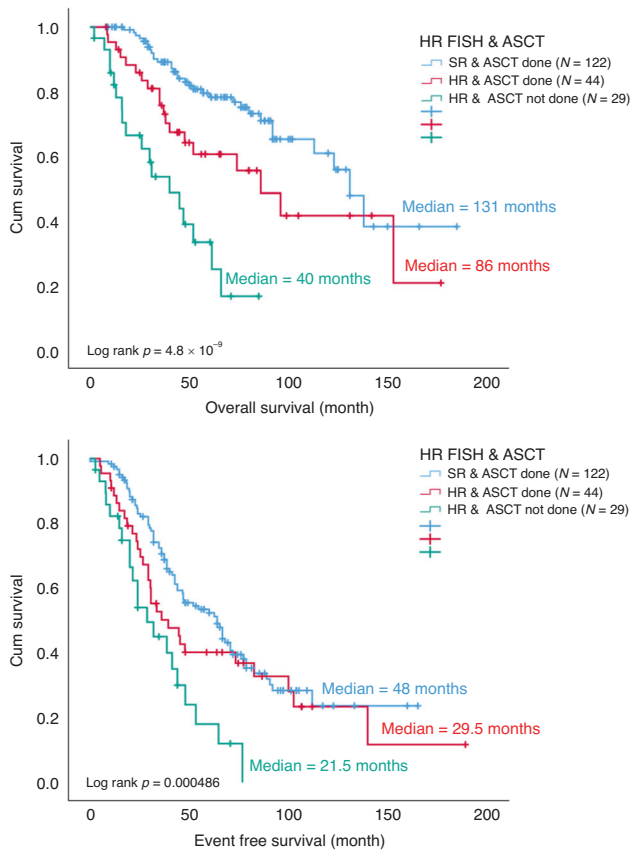 HR FISH & ASCT
SR & ASCT done (N = 122)
HR & ASCT done (N = 44)
HR & ASCT not done (N = 29)
1.0
0.8
0.6
0.4
0.2
0.0
Cum survival
Median = 131 months
Median = 86 months
Median = 40 months
Log rank p = 4.8 × 10⁻⁹
0 50 100 150 200
Overall survival (month)
HR FISH & ASCT
SR & ASCT done (N = 122)
HR & ASCT done (N = 44)
HR & ASCT not done (N = 29)
1.0
0.8
0.6
0.4
0.2
0.0
Cum survival
Median = 48 months
Median = 29.5 months
Median = 21.5 months
Log rank p = 0.000486
0 50 100 150 200
Event free survival (month)